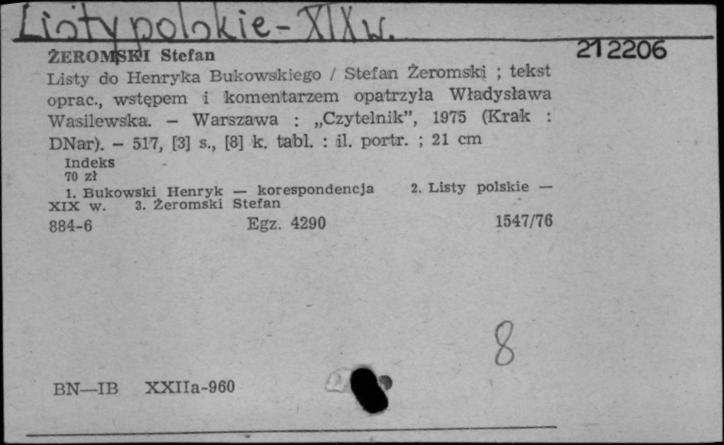 Listy polskie - XIX w.
ŻEROMSKI Stefan 212206
Listy do Henryka Bukowskiego / Stefan Żeromski ; tekst
oprac., wstępem i komentarzem opatrzyła Władysława
Wasilewska. — Warszawa : „Czytelnik”, 1975 (Krak :
DNar). — 517, [3] s., [8] k. tabl. : il. portr. ; 21 cm
Indeks
70 zł
1. Bukowski Henryk — korespondencja 2. Listy polskie —
XIX w. 3. Żeromski Stefan
884-6 Egz. 4290 1547/76
8
BN—IB XXIIa-960